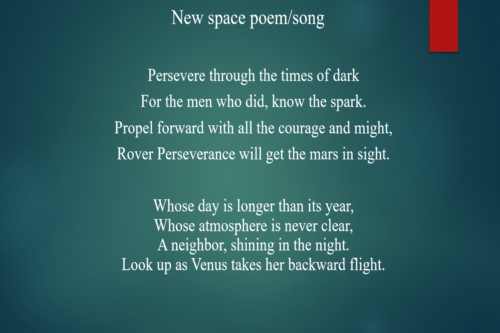 New space poem/song
Persevere through the times of dark
For the men who did, know the spark.
Propel forward with all the courage and might,
Rover Perseverance will get the mars in sight.
Whose day is longer than its year,
Whose atmosphere is never clear,
A neighbor, shining in the night.
Look up as Venus takes her backward flight.